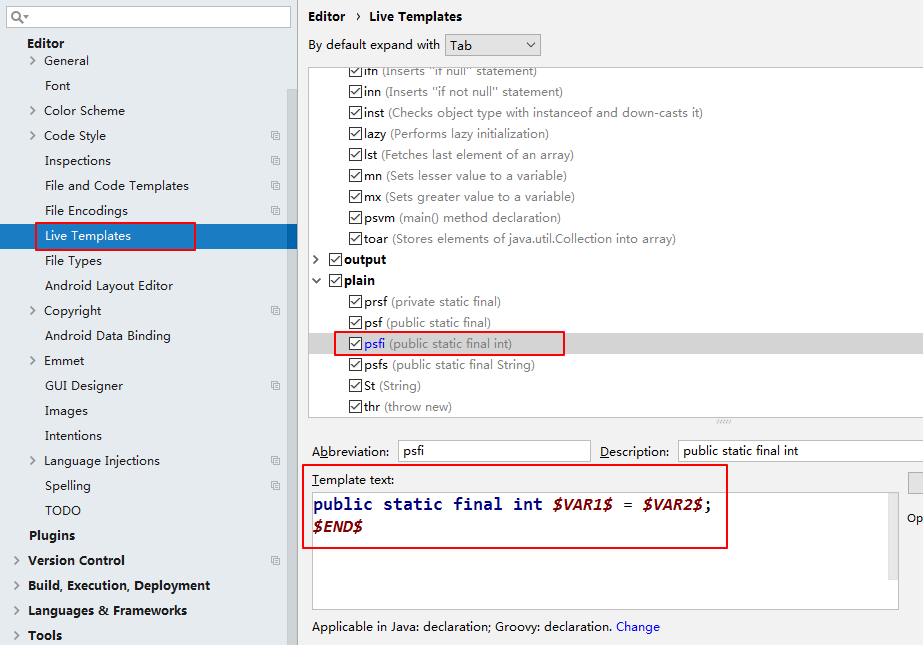 Editor
General
Font
Color Scheme
Code Style
Inspections
File and Code Templates
File Encodings
Live Templates
File Types
Android Layout Editor
Copyright
Android Data Binding
Emmet
GUI Designer
Images
Intentions
Language Injections
Spelling
TODO
Plugins
Version Control
Build, Execution, Deployment
Languages & Frameworks
Tools
Editor › Live Templates
By default expand with Tab
ifn (Inserts "if null" statement)
inn (Inserts "if not null" statement)
inst (Checks object type with instanceof and down-casts it)
lazy (Performs lazy initialization)
lst (Fetches last element of an array)
mn (Sets lesser value to a variable)
mx (Sets greater value to a variable)
psvm (main() method declaration)
toar (Stores elements of java.util.Collection into array)
output
plain
prsf (private static final)
psf (public static final)
psfi (public static final int)
psfs (public static final String)
St (String)
thr (throw new)
Abbreviation: psfi Description: public static final int
Template text:
public static final int $VAR1$ = $VAR2$;
$END$
Op
Applicable in Java: declaration; Groovy: declaration. Change